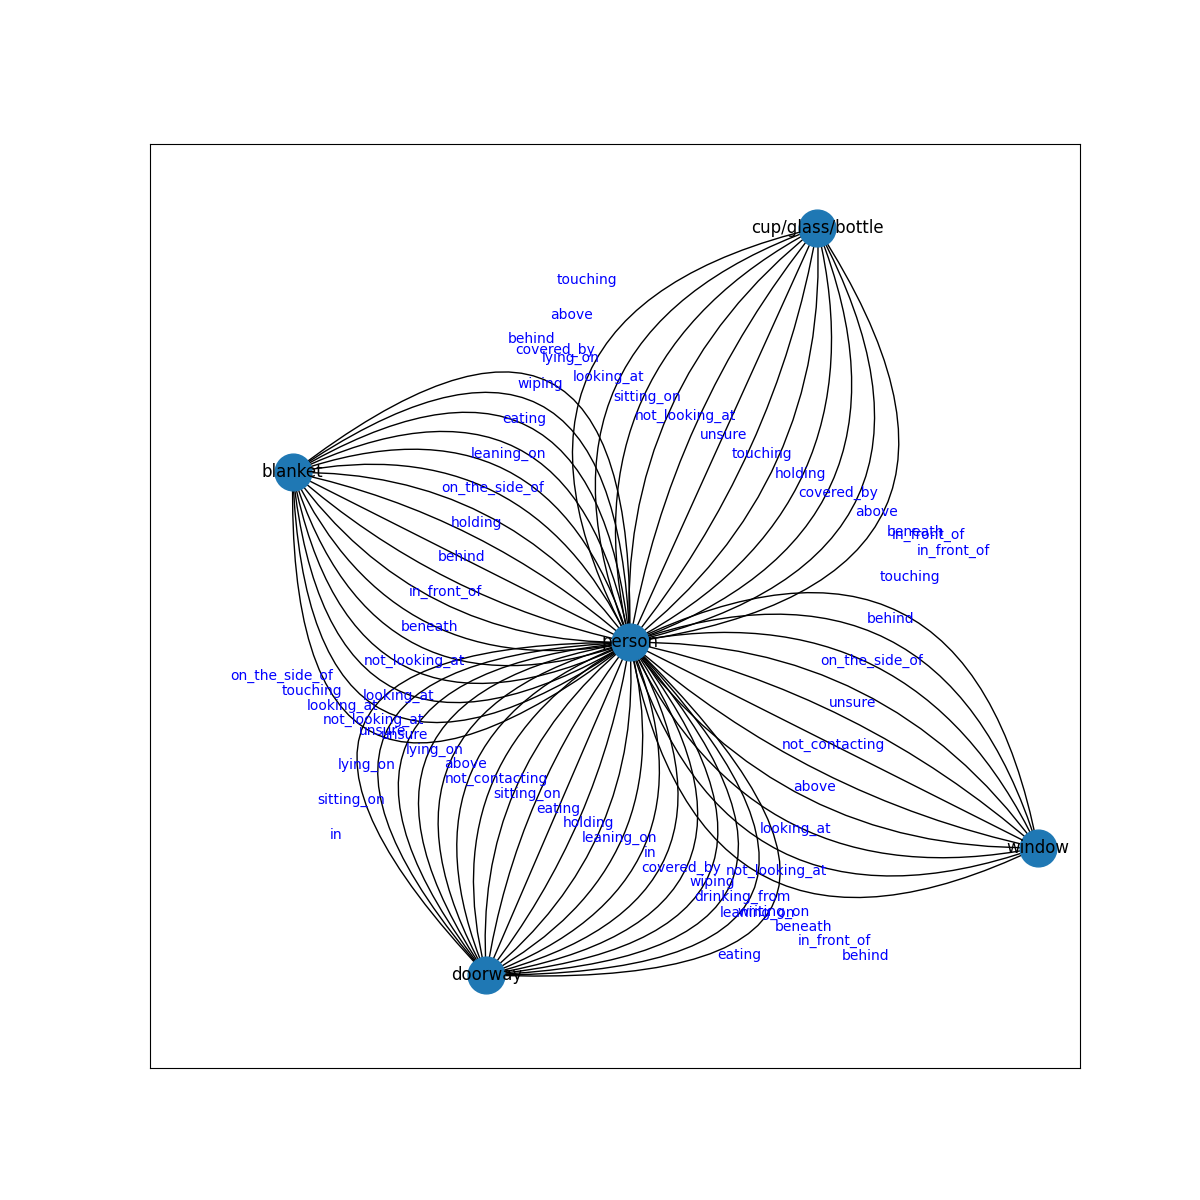 cup/glass/bottle
touching
above
behind
covered_by
lying_on
looking_at
wiping
sitting_on
not_looking_at
eating
unsure
leaning_on
touching
blanket
holding
on_the_side_of
covered_by
above
holding
beneath
in_front_of
in_front_of
behind
touching
in_front_of
behind
beneath
person
not_looking_at
on_the_side_of
on_the_side_of
touching
looking_at
unsure
looking_at
not_looking_at
unsure
unsure
not_contacting
lying_on
above
lying_on
not_contacting
above
sitting_on
sitting_on
eating
holding
looking_at
in
leaning_on
window
in
covered_by
not_looking_at
wiping
drinking_from
leaning_on
writing_on
beneath
in_front_of
eating
behind
doorway